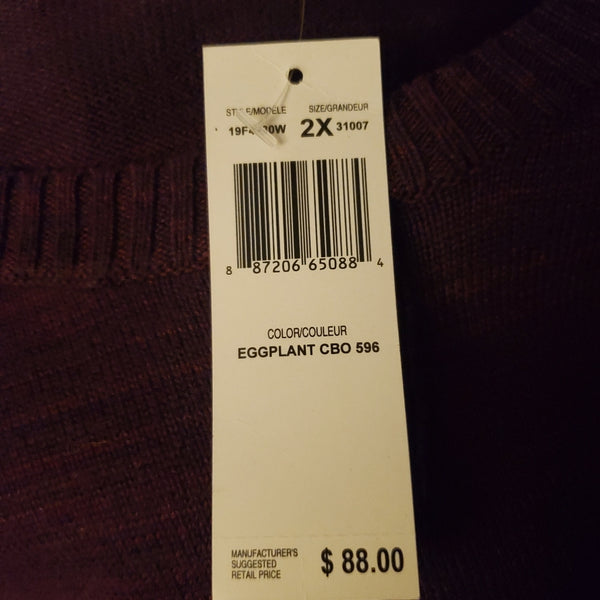 SIZE/GRANDEUR
2X 31007
8 87206 65088 4
COLOR/COULEUR
EGGPLANT CBO 596
MANUFACTURER'S
SUGGESTED
RETAIL PRICE
$ 88.00